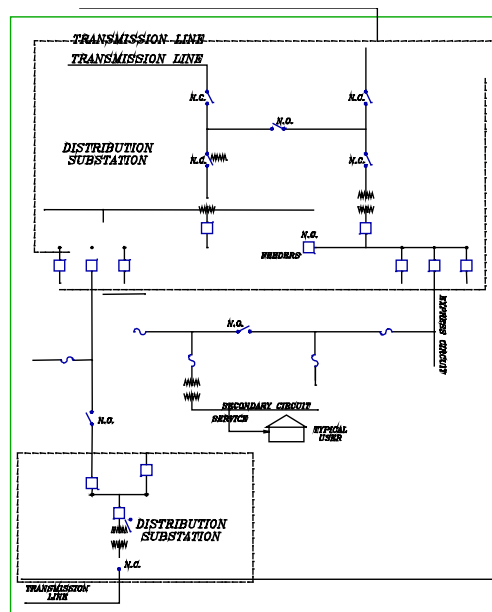 TRANSMISSION LINE
TRANSMISSION LINE
N.C.
N.C.
N.O.
DISTRIBUTION
SUBSTATION
N.C.
N.C.
N.O.
FEEDERS
EXPRESS CIRCUIT
N.O.
SECONDARY CIRCUIT
SERVICE
TYPICAL
USER
N.O.
DISTRIBUTION
SUBSTATION
N.C.
TRANSMISSION
LINE